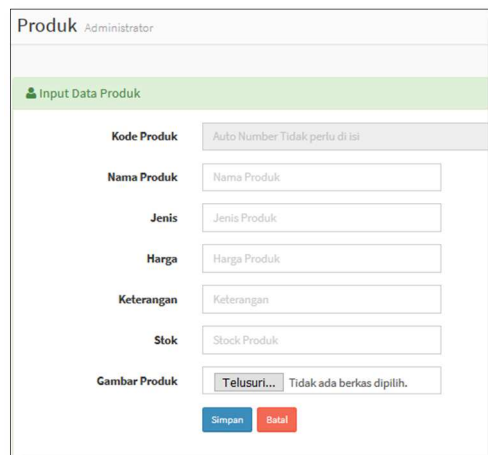 Produk Administrator
Input Data Produk
Kode Produk Auto Number Tidak perlu di isi
Nama Produk Nama Produk
Jenis Jenis Produk
Harga Harga Produk
Keterangan Keterangan
Stok Stock Produk
Gambar Produk Telusuri... Tidak ada berkas dipilih.
Simpan Batal